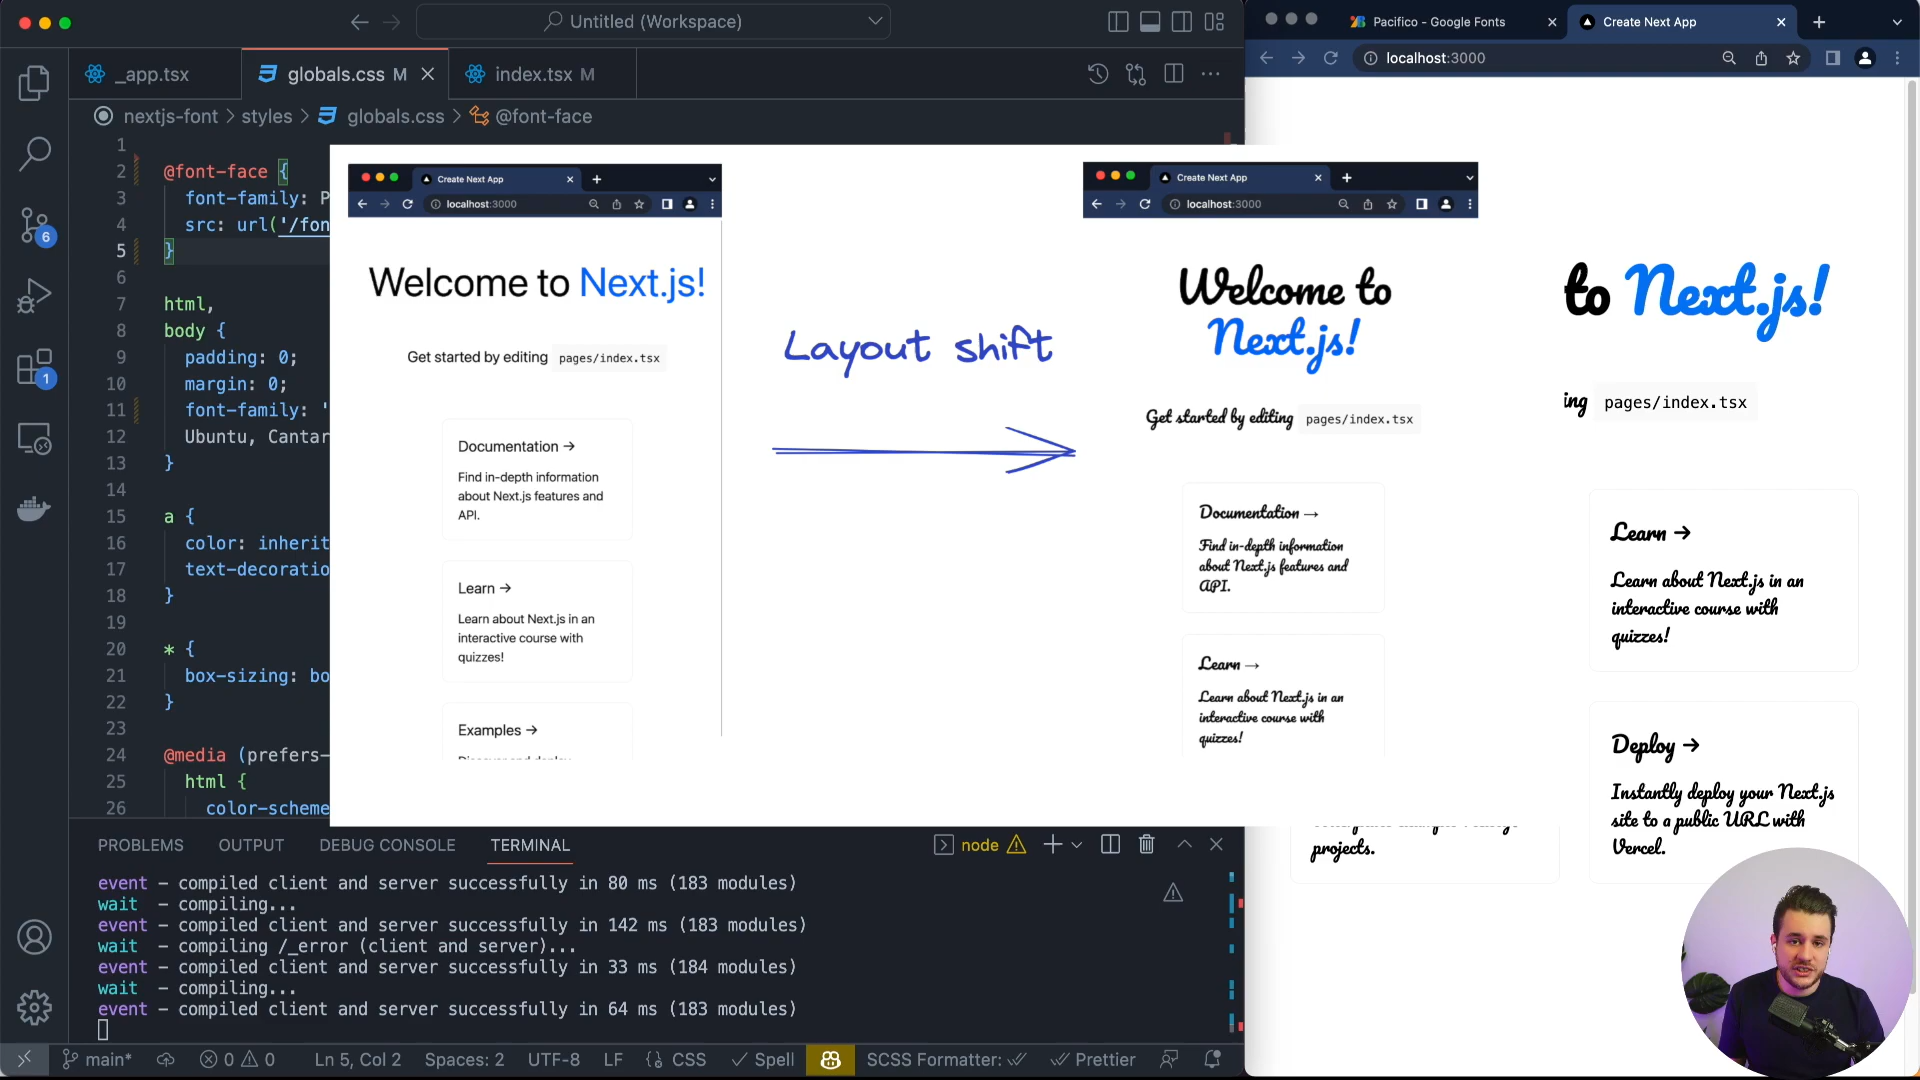 Untitled (Workspace)
_app.tsx
globals.css M
index.tsx M
nextjs-font > styles > globals.css > @font-face
1
2 @font-face {
3 font-family: P
4 src: url('/fon
5 }
6
7 html,
8 body {
9 padding: 0;
10 margin: 0;
11 font-family: '
12 Ubuntu, Cantar
13 }
14
15 a {
16 color: inherit
17 text-decoratio
18 }
19
20 * {
21 box-sizing: bo
22 }
23
24 @media (prefers-
25 html {
26 color-scheme
6
1
PROBLEMS OUTPUT DEBUG CONSOLE TERMINAL
node
event - compiled client and server successfully in 80 ms (183 modules)
wait - compiling...
event - compiled client and server successfully in 142 ms (183 modules)
wait - compiling /_error (client and server)...
event - compiled client and server successfully in 33 ms (184 modules)
wait - compiling...
event - compiled client and server successfully in 64 ms (183 modules)
main* 0 0 Ln 5, Col 2 Spaces: 2 UTF-8 LF CSS Spell SCSS Formatter: Prettier
Create Next App
localhost:3000
Welcome to Next.js!
Get started by editing pages/index.tsx
Documentation →
Find in-depth information
about Next.js features and
API.
Learn →
Learn about Next.js in an
interactive course with
quizzes!
Examples →
Layout shift
Create Next App
localhost:3000
Welcome to
Next.js!
Get started by editing pages/index.tsx
Documentation →
Find in-depth information
about Next.js features and
API.
Learn →
Learn about Next.js in an
interactive course with
quizzes!
Pacifico - Google Fonts
Create Next App
localhost:3000
to Next.js!
ing pages/index.tsx
Learn →
Learn about Next.js in an
interactive course with
quizzes!
Deploy →
Instantly deploy your Next.js
site to a public URL with
Vercel.
projects.